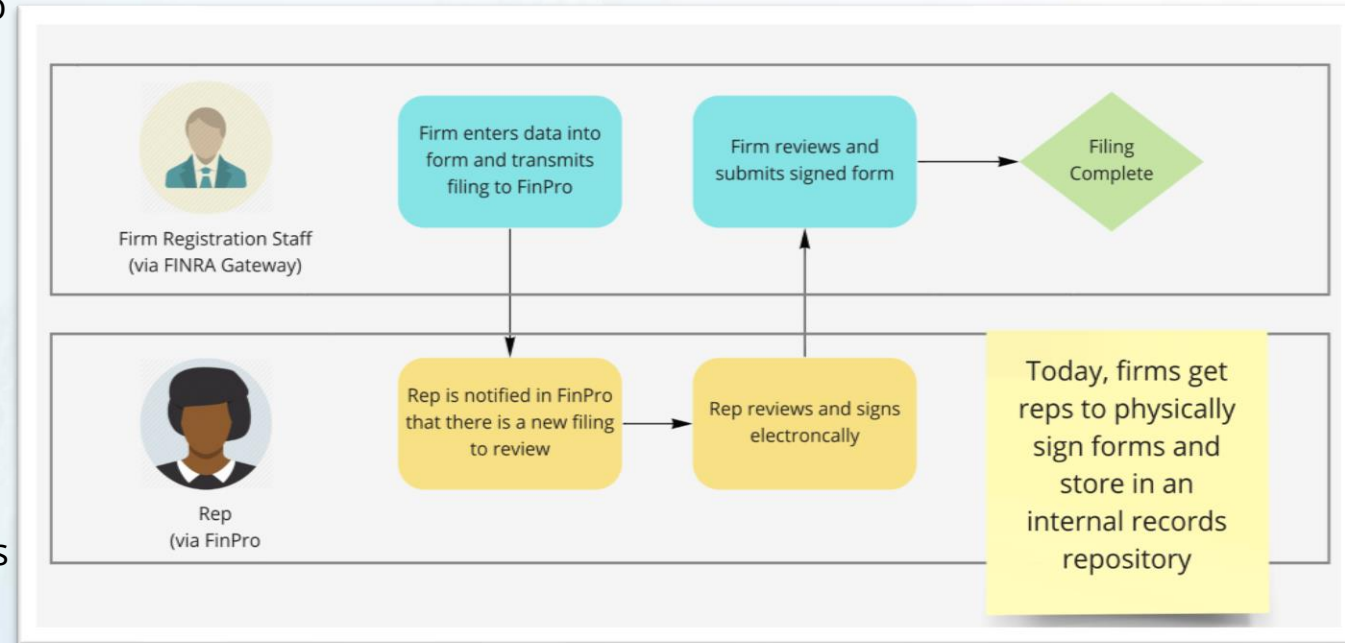 Firm enters data into
form and transmits
filing to FinPro
Firm reviews and
submits signed form
Filing
Complete
Firm Registration Staff
(via FINRA Gateway)
Rep is notified in FinPro
that there is a new filing
to review
Rep reviews and signs
electroncally
Rep
(via FinPro
Today, firms get
reps to physically
sign forms and
store in an
internal records
repository